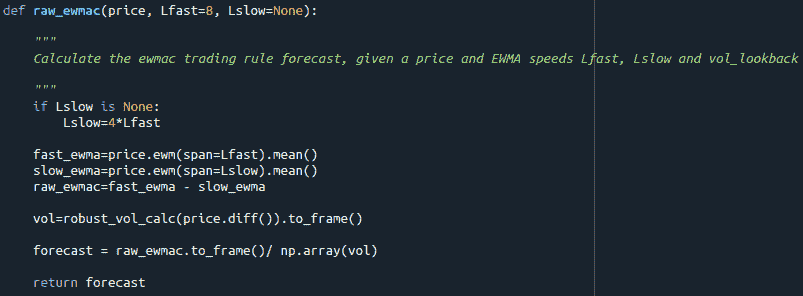 def raw_ewmac(price, Lfast=8, Lslow=None):
"""
Calculate the ewmac trading rule forecast, given a price and EWMA speeds Lfast, Lslow and vol_lookback
"""
if Lslow is None:
Lslow=4*Lfast
fast_ewma=price.ewm(span=Lfast).mean()
slow_ewma=price.ewm(span=Lslow).mean()
raw_ewmac=fast_ewma - slow_ewma
vol=robust_vol_calc(price.diff()).to_frame()
forecast = raw_ewmac.to_frame()/ np.array(vol)
return forecast